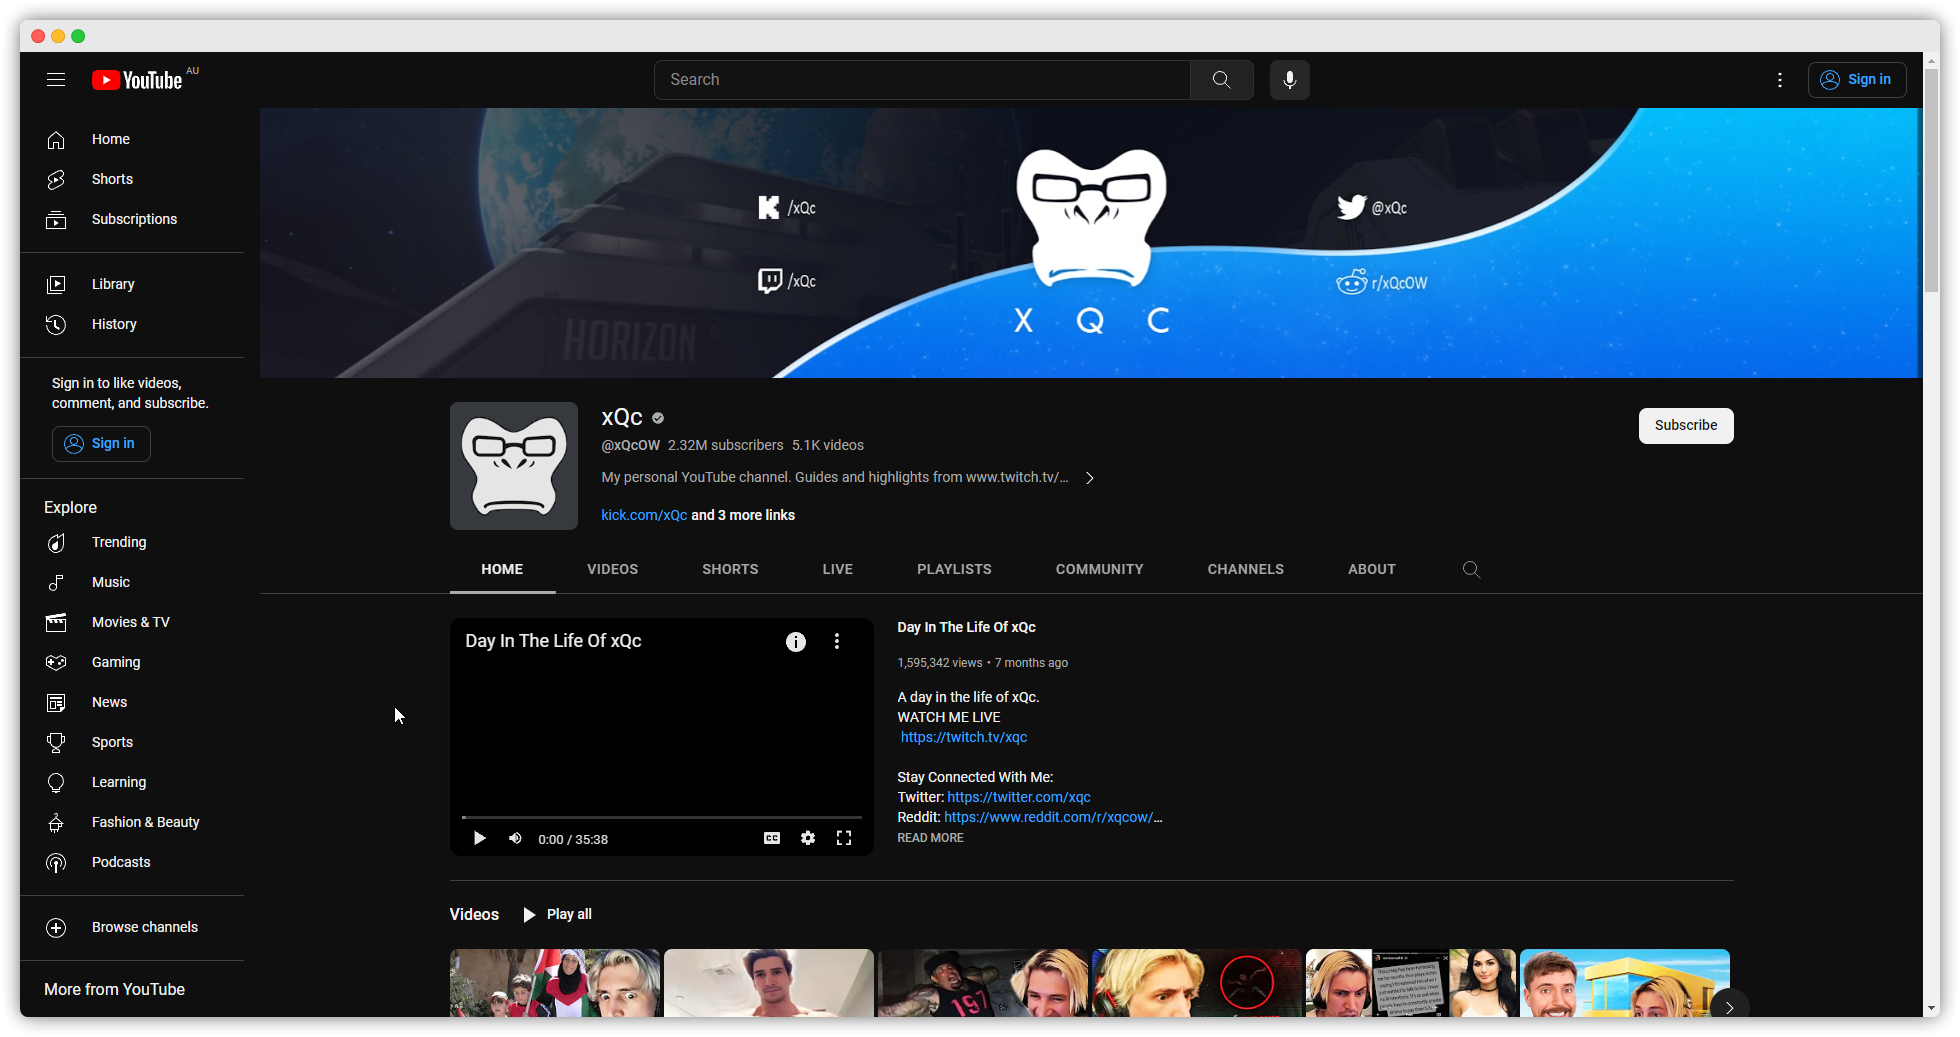 YouTube AU
Search
Sign in
Home
Shorts
Subscriptions
Library
History
Sign in to like videos,
comment, and subscribe.
Sign in
Explore
Trending
Music
Movies & TV
Gaming
News
Sports
Learning
Fashion & Beauty
Podcasts
Browse channels
More from YouTube
/xQc
@xQc
/xQc
r/xQcOW
HORIZON
X Q C
xQc
@xQcOW 2.32M subscribers 5.1K videos
My personal YouTube channel. Guides and highlights from www.twitch.tv/...
kick.com/xQc and 3 more links
Subscribe
HOME VIDEOS SHORTS LIVE PLAYLISTS COMMUNITY CHANNELS ABOUT
Day In The Life Of xQc
0:00 / 35:38
CC
Day In The Life Of xQc
1,595,342 views • 7 months ago
A day in the life of xQc.
WATCH ME LIVE
https://twitch.tv/xqc
Stay Connected With Me:
Twitter: https://twitter.com/xqc
Reddit: https://www.reddit.com/r/xqcow/...
READ MORE
Videos Play all